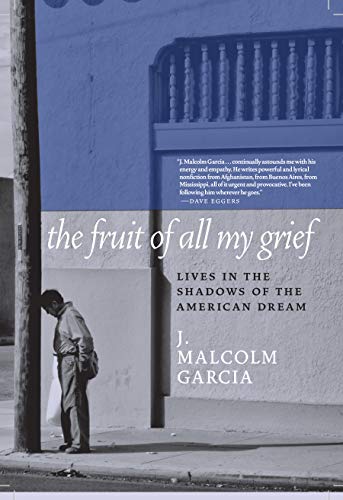 "J. Malcolm Garcia . . . continually astounds me with his
energy and empathy. He writes powerful and lyrical
nonfiction from Afghanistan, from Buenos Aires, from
Mississippi, all of it urgent and provocative. I've been
following him wherever he goes."
—DAVE EGGERS
the fruit of all my grief
LIVES IN THE
SHADOWS OF THE
AMERICAN DREAM
J.
MALCOLM
GARCIA